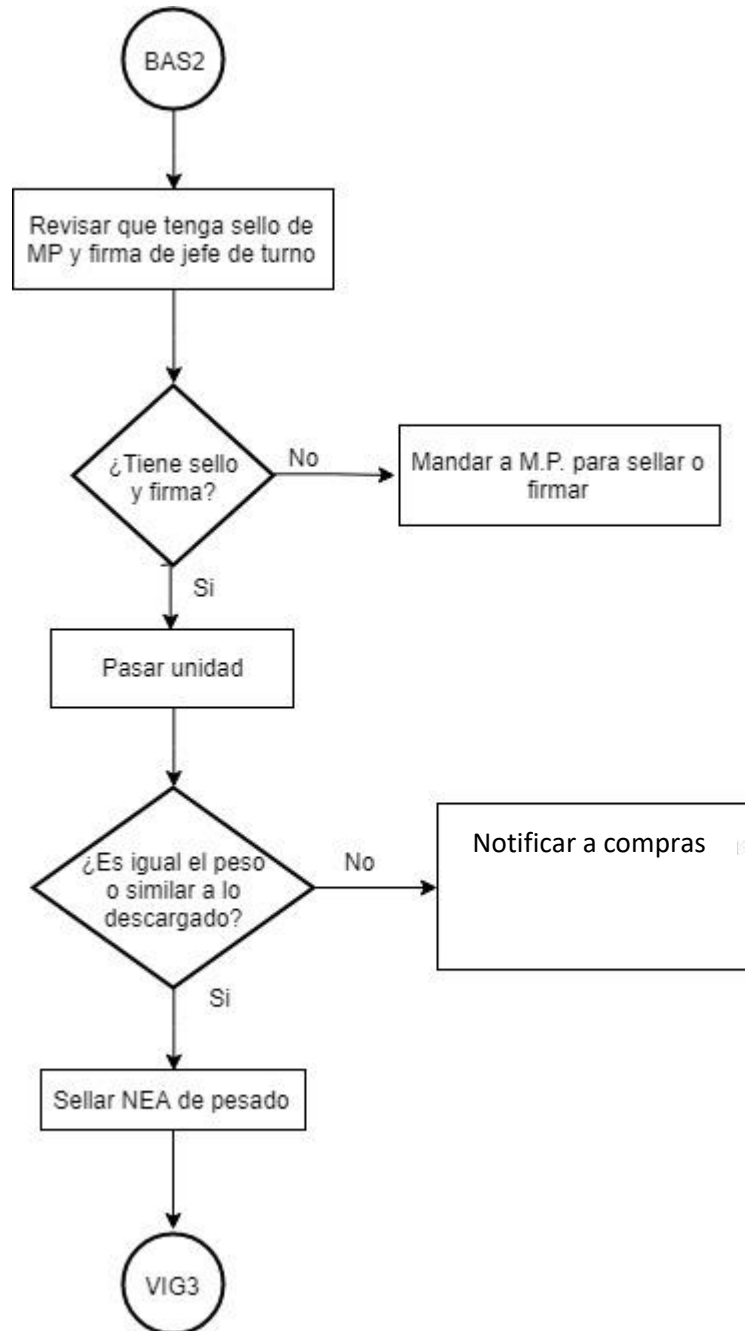 BAS2
Revisar que tenga sello de
MP y firma de jefe de turno
¿Tiene sello
y firma?
No
Mandar a M.P. para sellar o
firmar
Si
Pasar unidad
¿Es igual el peso
o similar a lo
descargado?
No
Notificar a compras
Si
Sellar NEA de pesado
VIG3